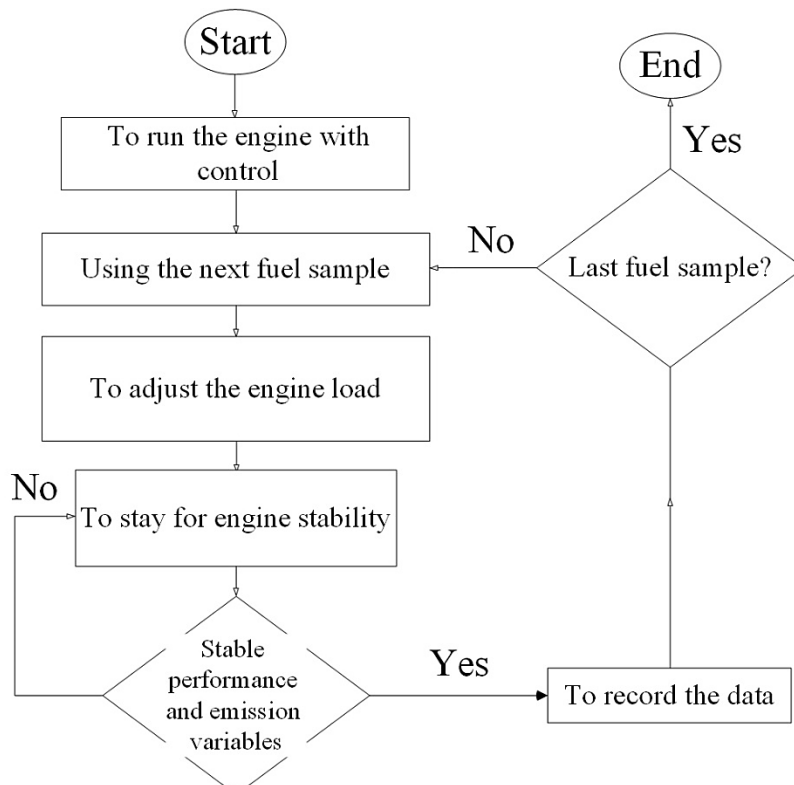 Start
To run the engine with
control
Using the next fuel sample
To adjust the engine load
To stay for engine stability
No
Stable
performance
and emission
variables
Yes
To record the data
Last fuel sample?
No
Yes
End